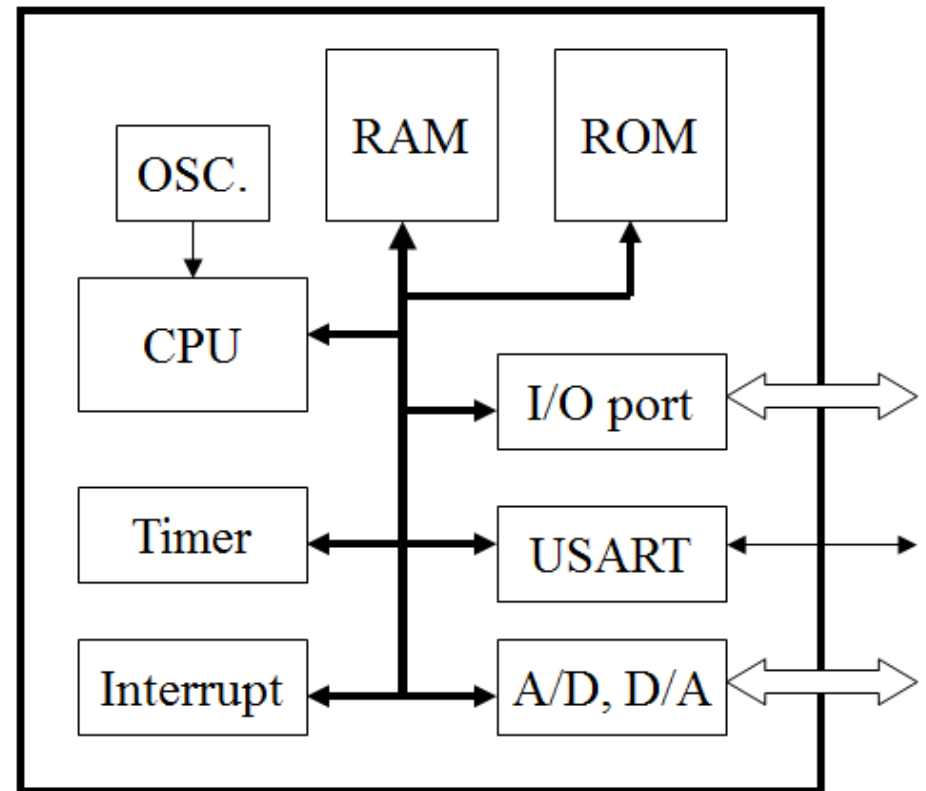 RAM
ROM
OSC.
CPU
I/O port
Timer
USART
Interrupt
A/D, D/A